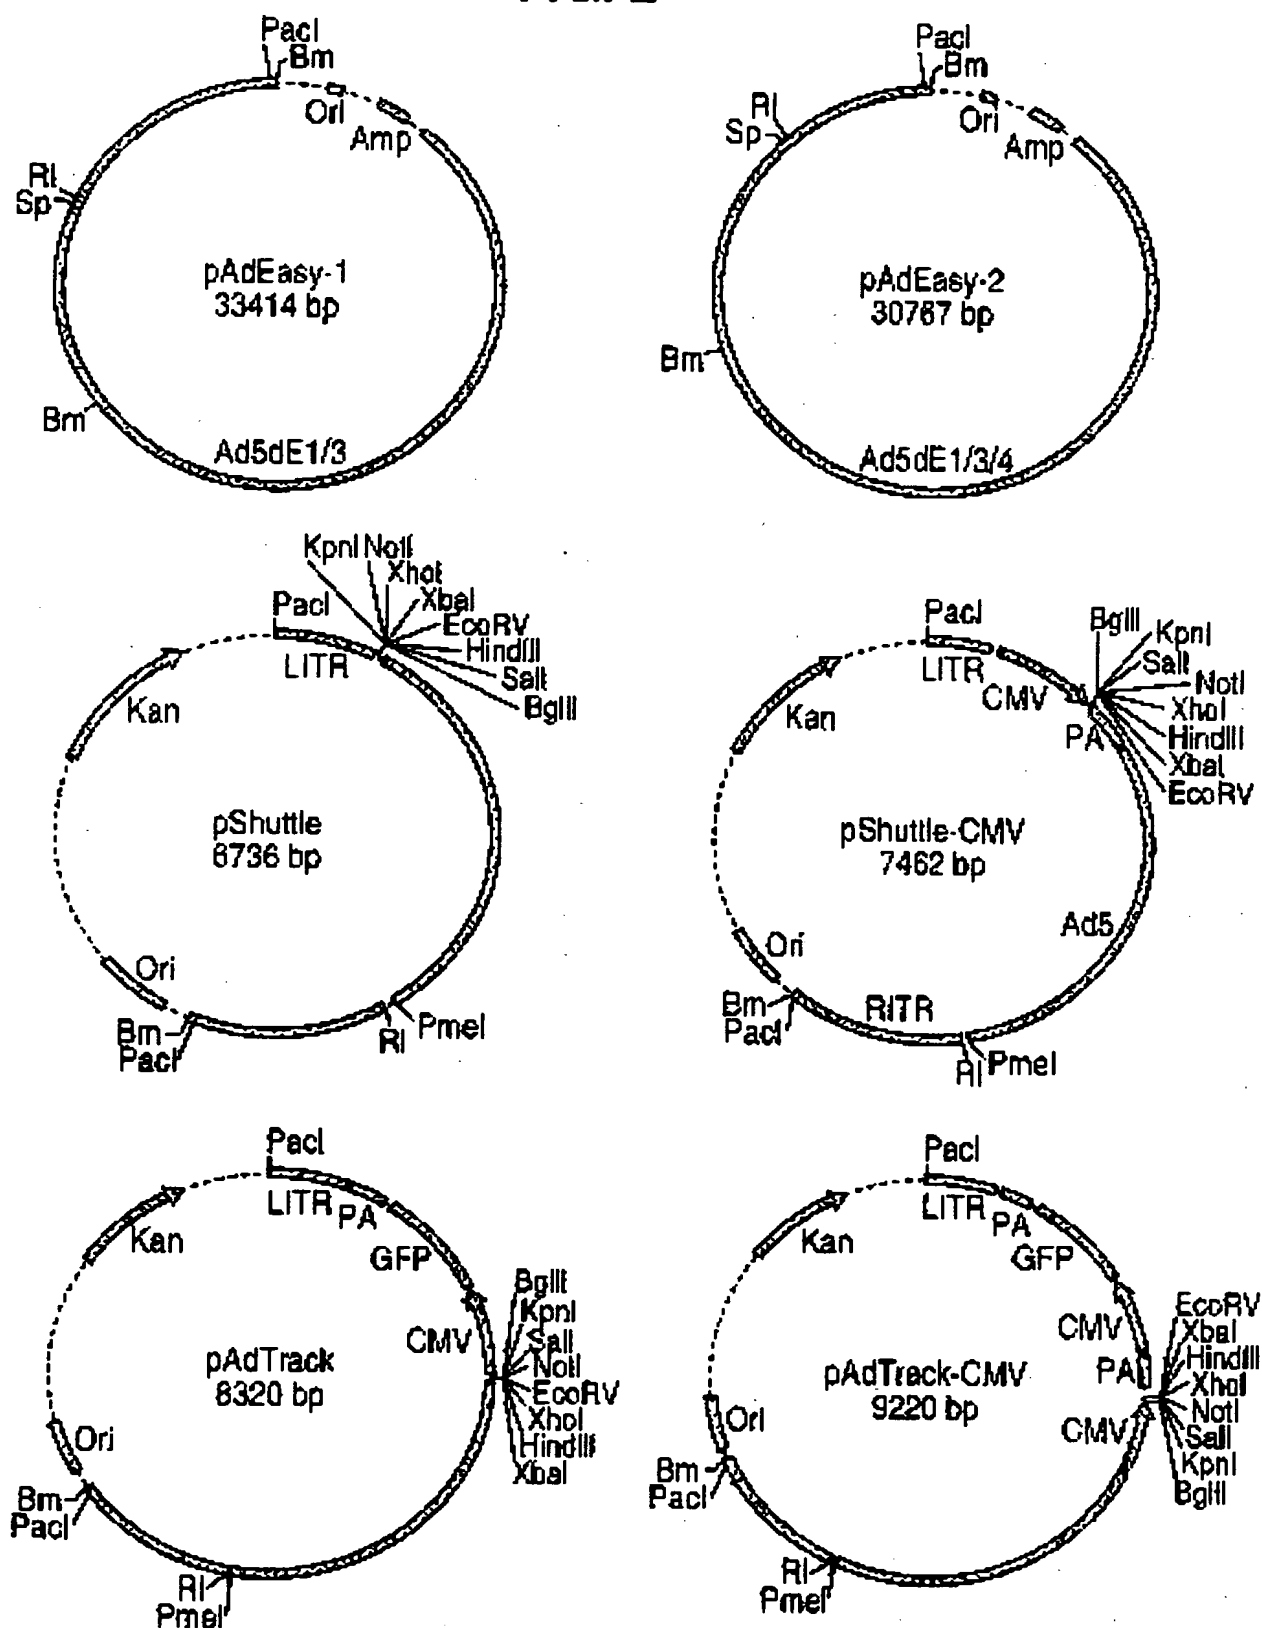 PacI
Bm
Ori
Amp
RI
Sp
pAdEasy-1
33414 bp
Bm
Ad5dE1/3
PacI
Bm
RI
Sp
Ori
Amp
pAdEasy-2
30767 bp
Bm
Ad5dE1/3/4
KpnI NotI
XhoI
XbaI
EcoRV
HindIII
SalI
BglII
PacI
LITR
Kan
pShuttle
6736 bp
Ori
Bm
PacI
RI
PmeI
PacI
LITR
CMV
BglII
KpnI
SalI
NotI
XhoI
HindIII
XbaI
EcoRV
PA
Kan
pShuttle-CMV
7462 bp
Ad5
Ori
Bm
PacI
RITR
RI
PmeI
PacI
LITR PA
GFP
Kan
CMV
BglII
KpnI
SalI
NotI
EcoRV
XhoI
HindIII
XbaI
pAdTrack
8320 bp
Ori
Bm
PacI
RI
PmeI
PacI
LITR
PA
GFP
Kan
CMV
PA
CMV
EcoRV
XbaI
HindIII
XhoI
NotI
SalI
KpnI
BglII
pAdTrack-CMV
9220 bp
Ori
Bm
PacI
RI
PmeI